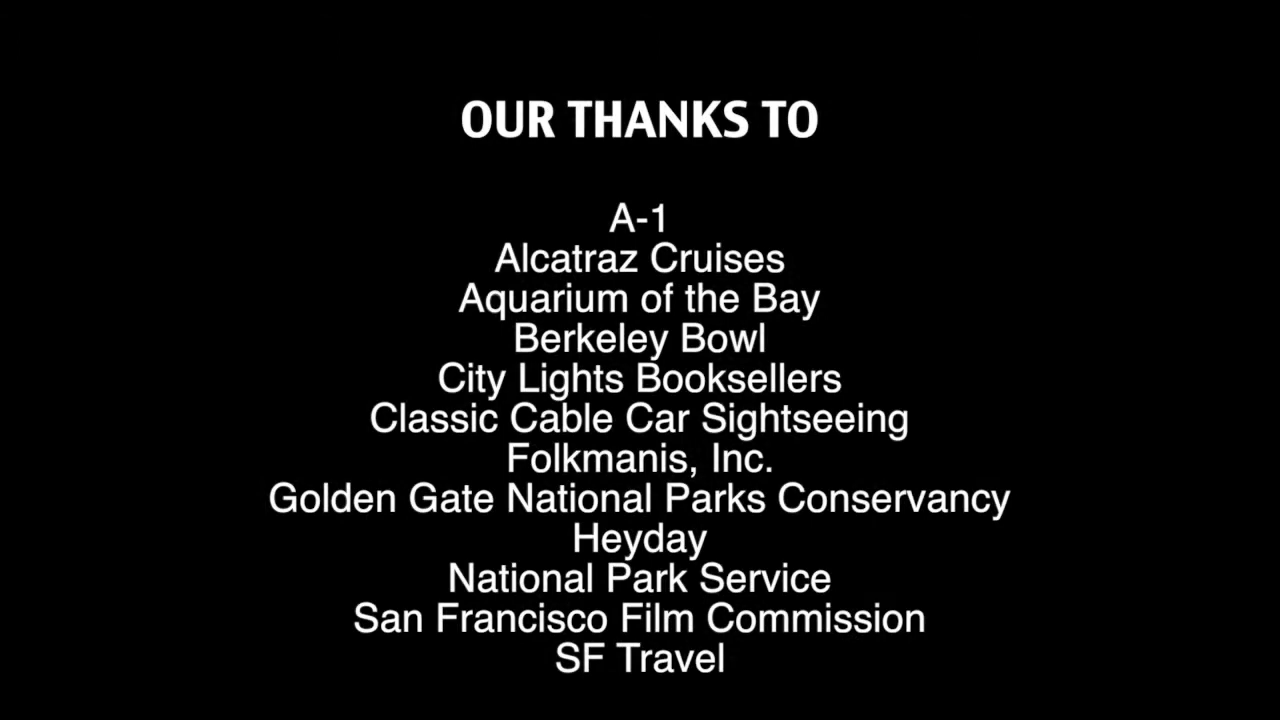 OUR THANKS TO
A-1
Alcatraz Cruises
Aquarium of the Bay
Berkeley Bowl
City Lights Booksellers
Classic Cable Car Sightseeing
Folkmanis, Inc.
Golden Gate National Parks Conservancy
Heyday
National Park Service
San Francisco Film Commission
SF Travel